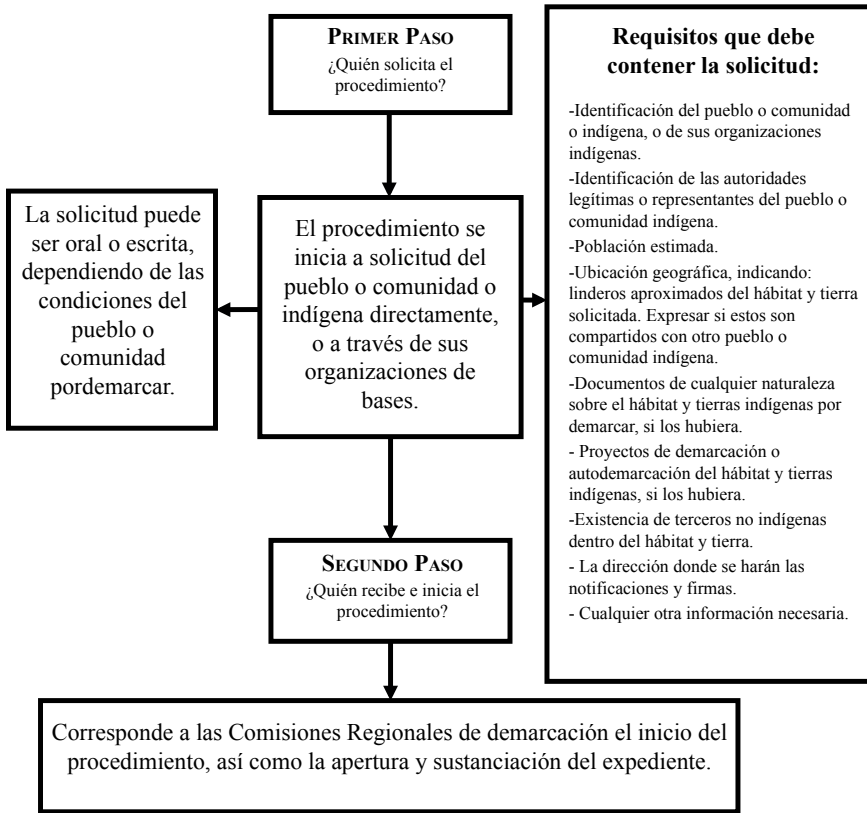 PRIMER PASO
¿Quién solicita el
procedimiento?
Requisitos que debe
contener la solicitud:
-Identificación del pueblo o comunidad
o indígena, o de sus organizaciones
indígenas.
-Identificación de las autoridades
legítimas o representantes del pueblo o
comunidad indígena.
-Población estimada.
-Ubicación geográfica, indicando:
linderos aproximados del hábitat y tierra
solicitada. Expresar si estos son
compartidos con otro pueblo o
comunidad indígena.
-Documentos de cualquier naturaleza
sobre el hábitat y tierras indígenas por
demarcar, si los hubiera.
- Proyectos de demarcación o
autodemarcación del hábitat y tierras
indígenas, si los hubiera.
-Existencia de terceros no indígenas
dentro del hábitat y tierra.
- La dirección donde se harán las
notificaciones y firmas.
- Cualquier otra información necesaria.
La solicitud puede
ser oral o escrita,
dependiendo de las
condiciones del
pueblo o
comunidad
pordemarcar.
El procedimiento se
inicia a solicitud del
pueblo o comunidad o
indígena directamente,
o a través de sus
organizaciones de
bases.
SEGUNDO PASO
¿Quién recibe e inicia el
procedimiento?
Corresponde a las Comisiones Regionales de demarcación el inicio del
procedimiento, así como la apertura y sustanciación del expediente.